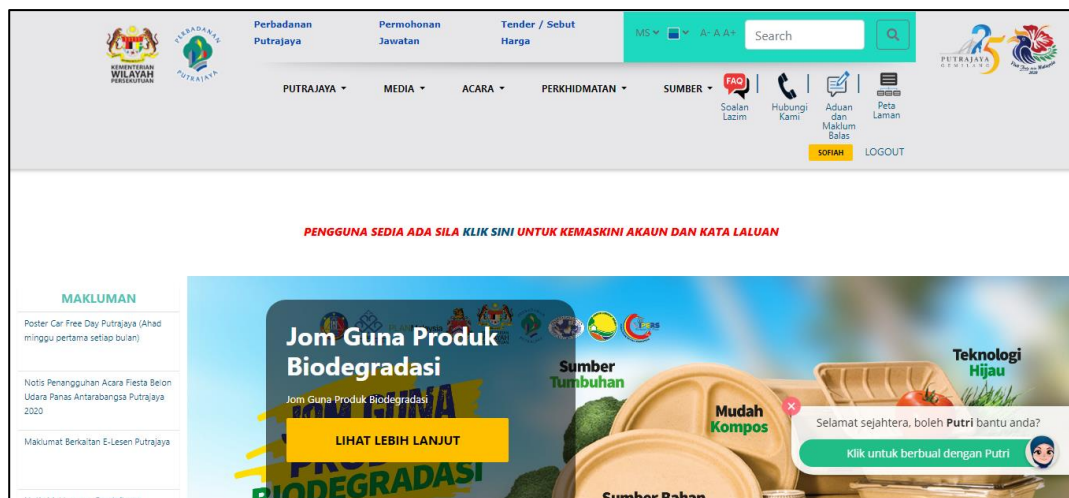 KEMENTERIAN
WILAYAH
PERSEKUTUAN
PERBADANAN
PUTRAJAYA
Perbadanan
Putrajaya
Permohonan
Jawatan
Tender / Sebut
Harga
MS
A- A A+
Search
PUTRAJAYA
GEMILANG
25
PUTRAJAYA
MEDIA
ACARA
PERKHIDMATAN
SUMBER
FAQ
Soalan
Lazim
Hubungi
Kami
Aduan
dan
Maklum
Balas
Peta
Laman
SOFIAH
LOGOUT
PENGGUNA SEDIA ADA SILA KLIK SINI UNTUK KEMASKINI AKAUN DAN KATA LALUAN
MAKLUMAN
Poster Car Free Day Putrajaya (Ahad
minggu pertama setiap bulan)
Notis Penangguhan Acara Fiesta Belon
Udara Panas Antarabangsa Putrajaya
2020
Maklumat Berkaitan E-Lesen Putrajaya
Jom Guna Produk
Biodegradasi
Jom Guna Produk Biodegradasi
LIHAT LEBIH LANJUT
JOM GUNA
PRODUK
BIODEGRADASI
Sumber
Tumbuhan
Mudah
Kompos
Teknologi
Hijau
Sumber Bahan
Selamat sejahtera, boleh Putri bantu anda?
Klik untuk berbual dengan Putri